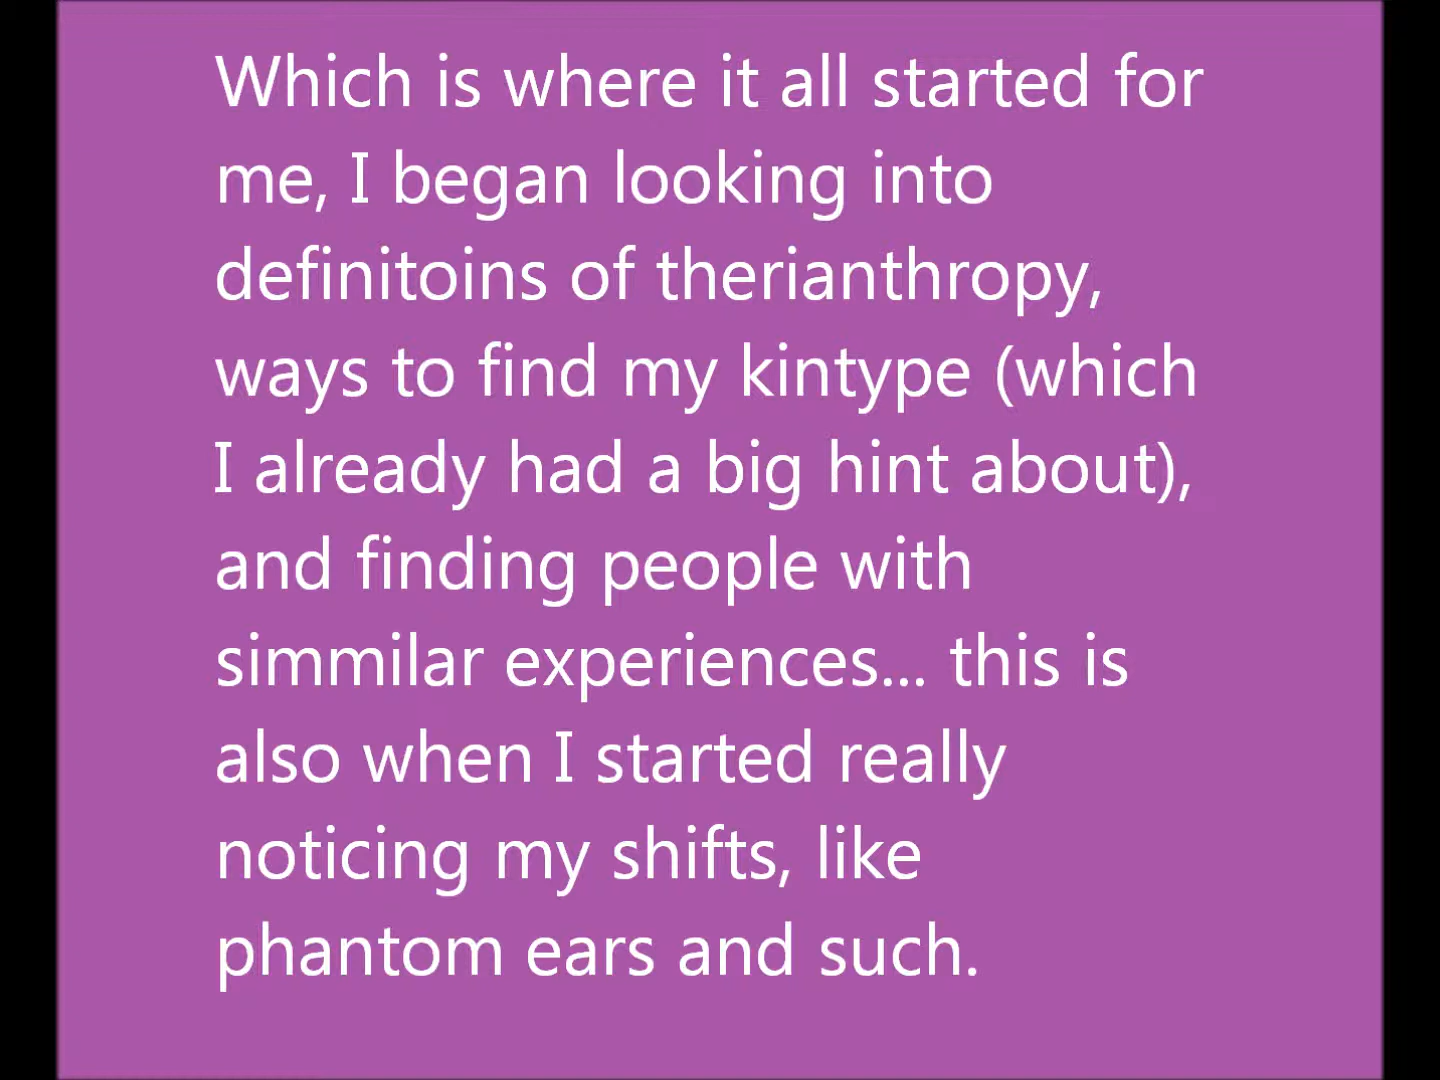 Which is where it all started for
me, I began looking into
definitoins of therianthropy,
ways to find my kintype (which
I already had a big hint about),
and finding people with
simmilar experiences... this is
also when I started really
noticing my shifts, like
phantom ears and such.